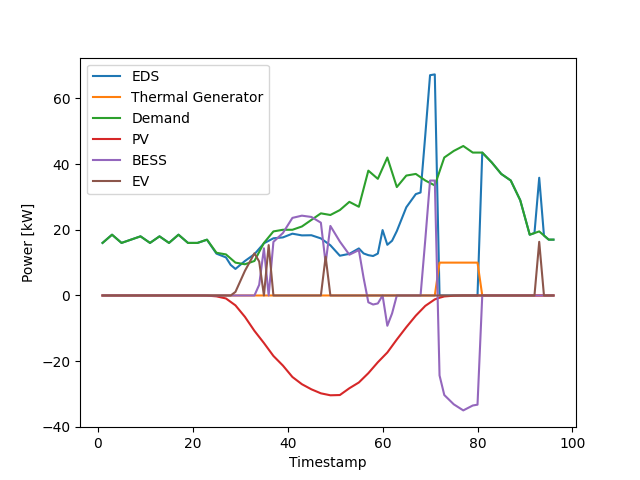 EDS
Thermal Generator
Demand
PV
BESS
EV
Power [kW]
60
40
20
0
−20
−40
0 20 40 60 80 100
Timestamp